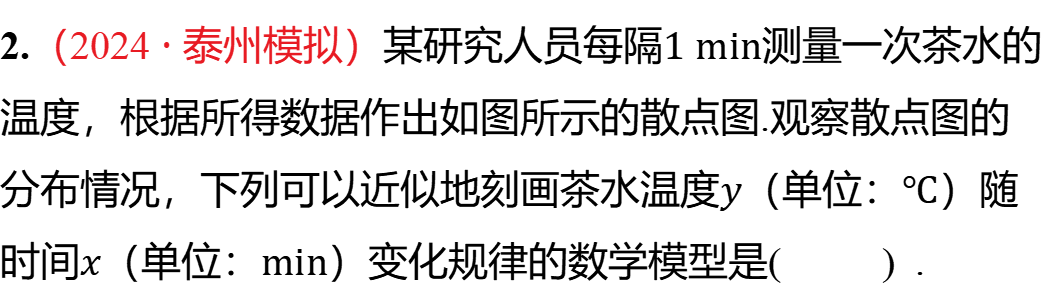 2.（2024 · 泰州模拟）某研究人员每隔1 min测量一次茶水的
温度，根据所得数据作出如图所示的散点图.观察散点图的
分布情况，下列可以近似地刻画茶水温度y（单位：℃）随
时间x（单位：min）变化规律的数学模型是(      ）.